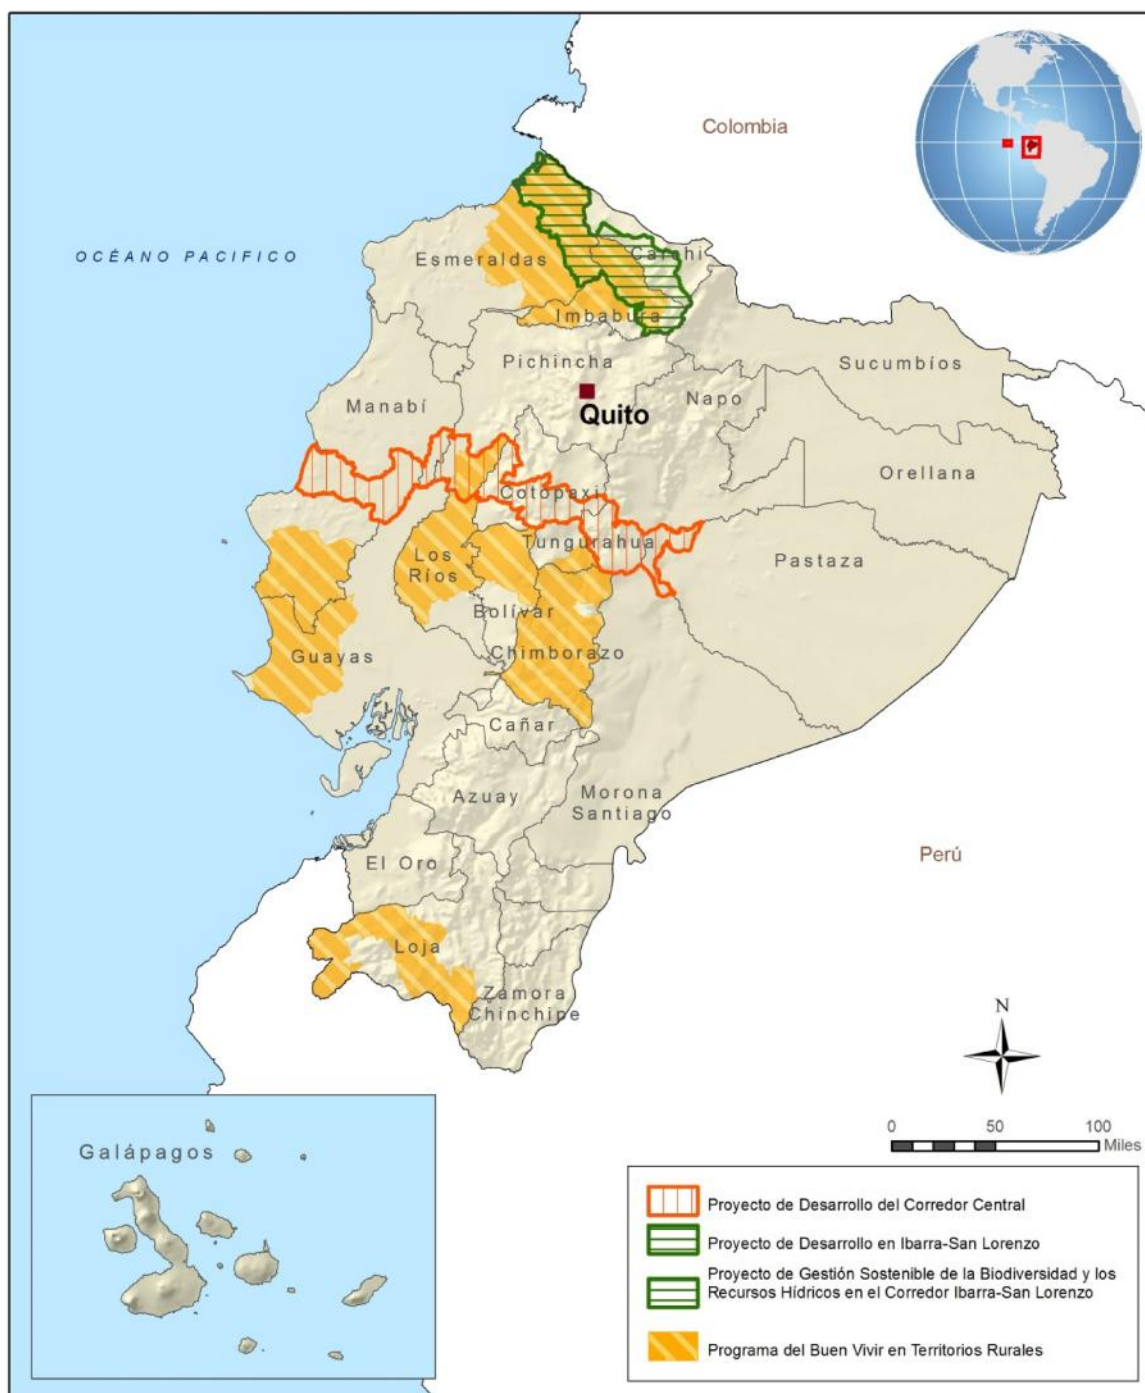 Colombia
OCÉANO PACIFICO
Esmeraldas
Carchi
Imbabura
Pichincha
Sucumbíos
Manabí
Napo
Quito
Orellana
Cotopaxi
Tungurahua
Los
Ríos
Pastaza
Bolívar
Guayas
Chimborazo
Cañar
Azuay
Morona
Santiago
El Oro
Perú
Loja
Zamora
Chinchipe
N
Galápagos
0 50 100
Miles
Proyecto de Desarrollo del Corredor Central
Proyecto de Desarrollo en Ibarra-San Lorenzo
Proyecto de Gestión Sostenible de la Biodiversidad y los
Recursos Hídricos en el Corredor Ibarra-San Lorenzo
Programa del Buen Vivir en Territorios Rurales